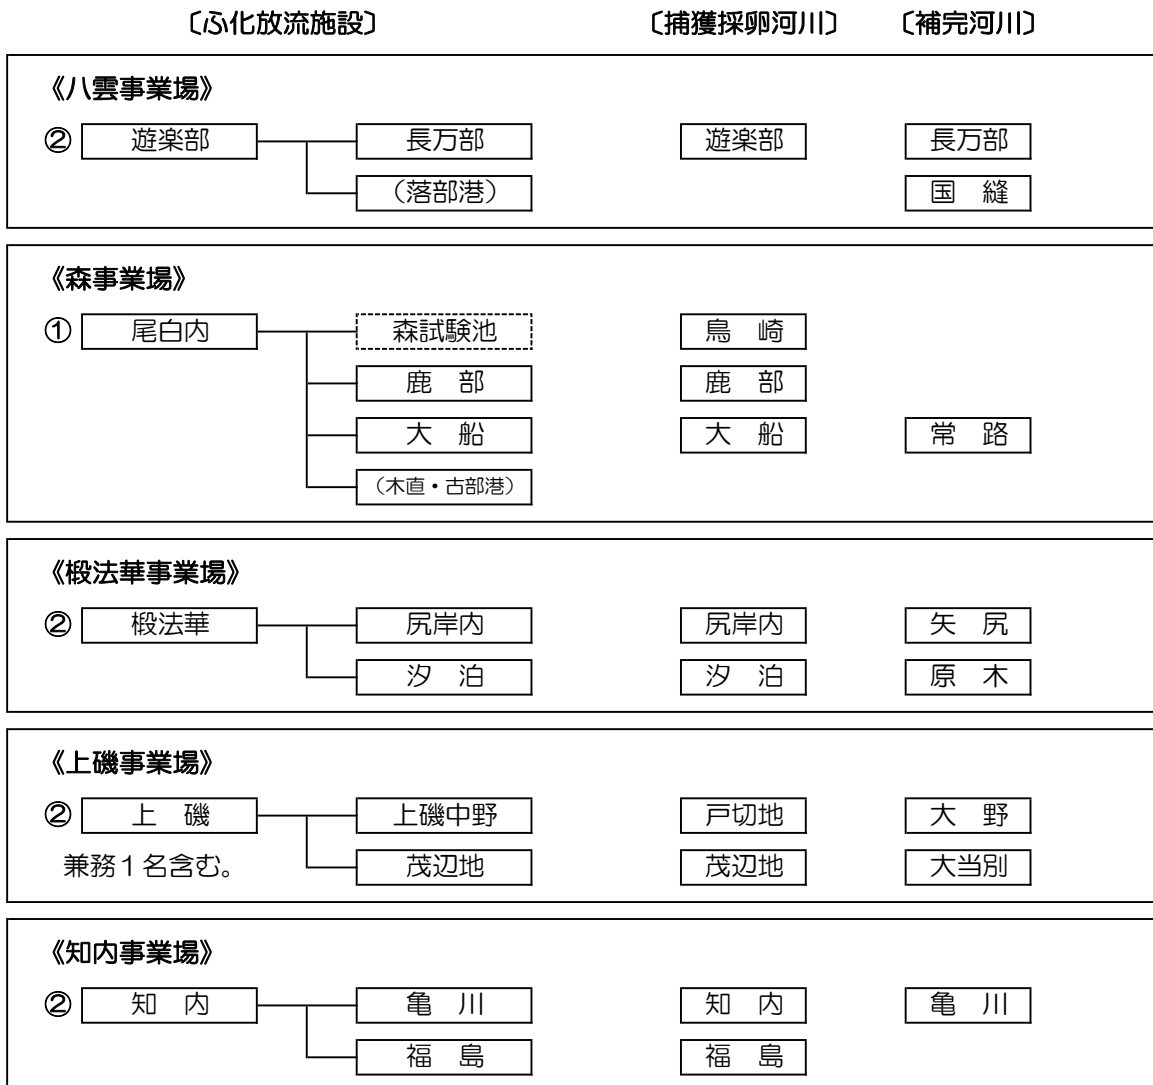 〔ふ化放流施設〕 〔捕獲採卵河川〕 〔補完河川〕
《八雲事業場》
② 遊楽部 長万部 遊楽部 長万部
（落部港） 国 縫
《森事業場》
① 尾白内 森試験池 鳥 崎
鹿 部 鹿 部
大 船 大 船 常 路
（木直・古部港）
《椴法華事業場》
② 椴法華 尻岸内 尻岸内 矢 尻
汐 泊 汐 泊 原 木
《上磯事業場》
② 上 磯 上磯中野 戸切地 大 野
兼務１名含む。 茂辺地 茂辺地 大当別
《知内事業場》
② 知 内 亀 川 知 内 亀 川
福 島 福 島